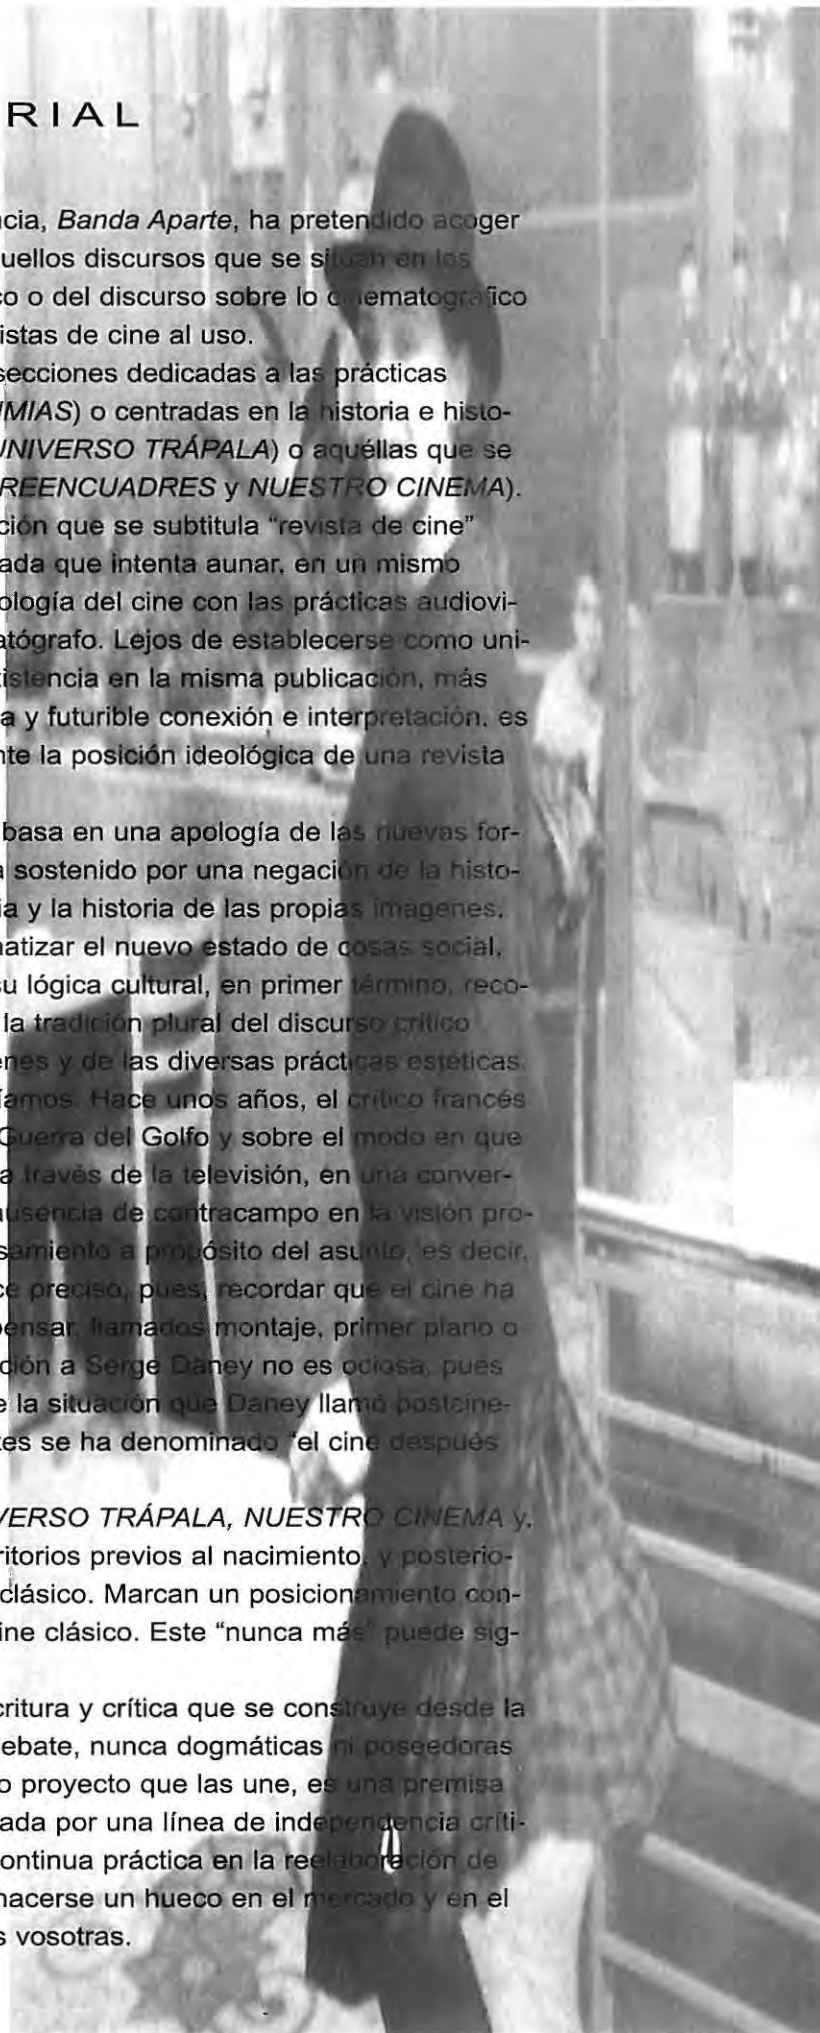 RIAL
cia, Banda Aparte, ha pretendido acoger
uellos discursos que se sitúan en los
co o del discurso sobre lo cinematográfico
istas de cine al uso.
secciones dedicadas a las prácticas
IMIAS) o centradas en la historia e histo-
UNIVERSO TRÁPALA) o aquéllas que se
REENCUADRES y NUESTRO CINEMA).
ción que se subtitula “revista de cine”
ada que intenta aunar, en un mismo
ología del cine con las prácticas audiovi-
atógrafo. Lejos de establecerse como uni-
istencia en la misma publicación, más
a y futurible conexión e interpretación, es
nte la posición ideológica de una revista
basa en una apología de las nuevas for-
a sostenido por una negación de la histo-
ia y la historia de las propias imágenes,
natizar el nuevo estado de cosas social,
su lógica cultural, en primer término, reco-
la tradición plural del discurso crítico
enes y de las diversas prácticas estéticas.
íamos. Hace unos años, el crítico francés
Guerra del Golfo y sobre el modo en que
a través de la televisión, en una conver-
ausencia de contracampo en la visión pro-
samiento a propósito del asunto, es decir,
ce preciso, pues, recordar que el cine ha
pensar, llamados montaje, primer plano o
ción a Serge Daney no es ociosa, pues
e la situación que Daney llamó postcine-
tes se ha denominado “el cine después
VERSO TRÁPALA, NUESTRO CINEMA y,
ritorios previos al nacimiento, y posterio-
clásico. Marcan un posicionamiento con-
ine clásico. Este “nunca más” puede sig-
critura y crítica que se construye desde la
ebate, nunca dogmáticas ni poseedoras
o proyecto que las une, es una premisa
ada por una línea de independencia críti-
continua práctica en la reelaboración de
hacerse un hueco en el mercado y en el
s vosotras.